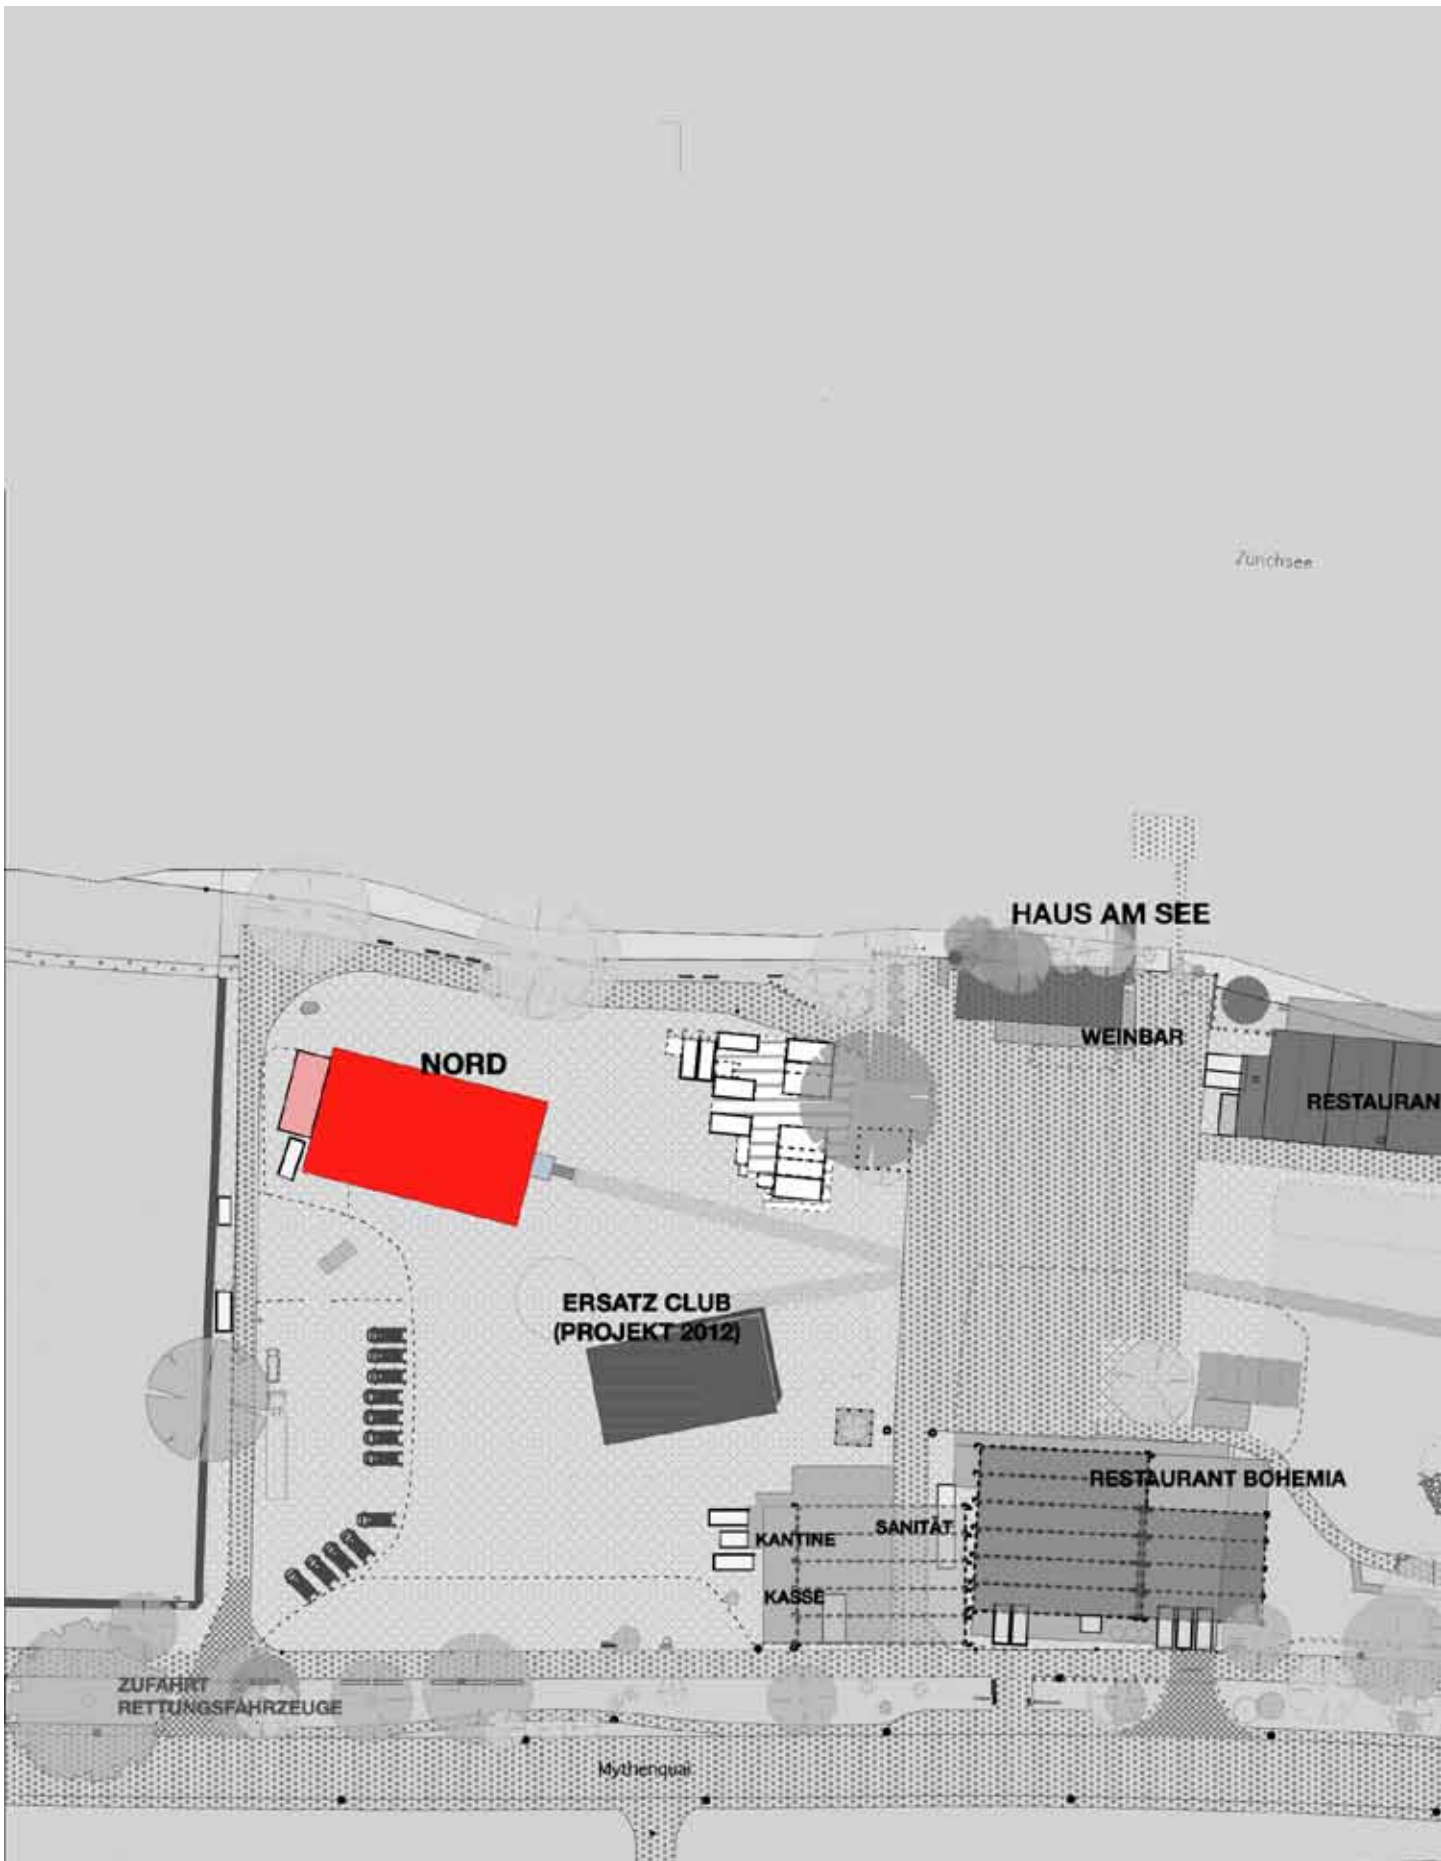 Zürichsee
HAUS AM SEE
WEINBAR
NORD
RESTAURAN
ERSATZ CLUB
(PROJEKT 2012)
RESTAURANT BOHEMIA
SANITÄT
KANTINE
KASSE
ZUFAHRT
RETTUNGSFAHRZEUGE
Mythenquai